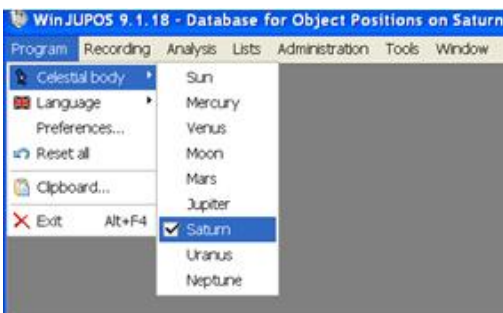 WinJUPOS 9.1.18 - Database for Object Positions on Saturn
Program Recording Analysis Lists Administration Tools Window
Celestial body
Language
Preferences...
Reset all
Clipboard...
Exit Alt+F4
Sun
Mercury
Venus
Moon
Mars
Jupiter
Saturn
Uranus
Neptune